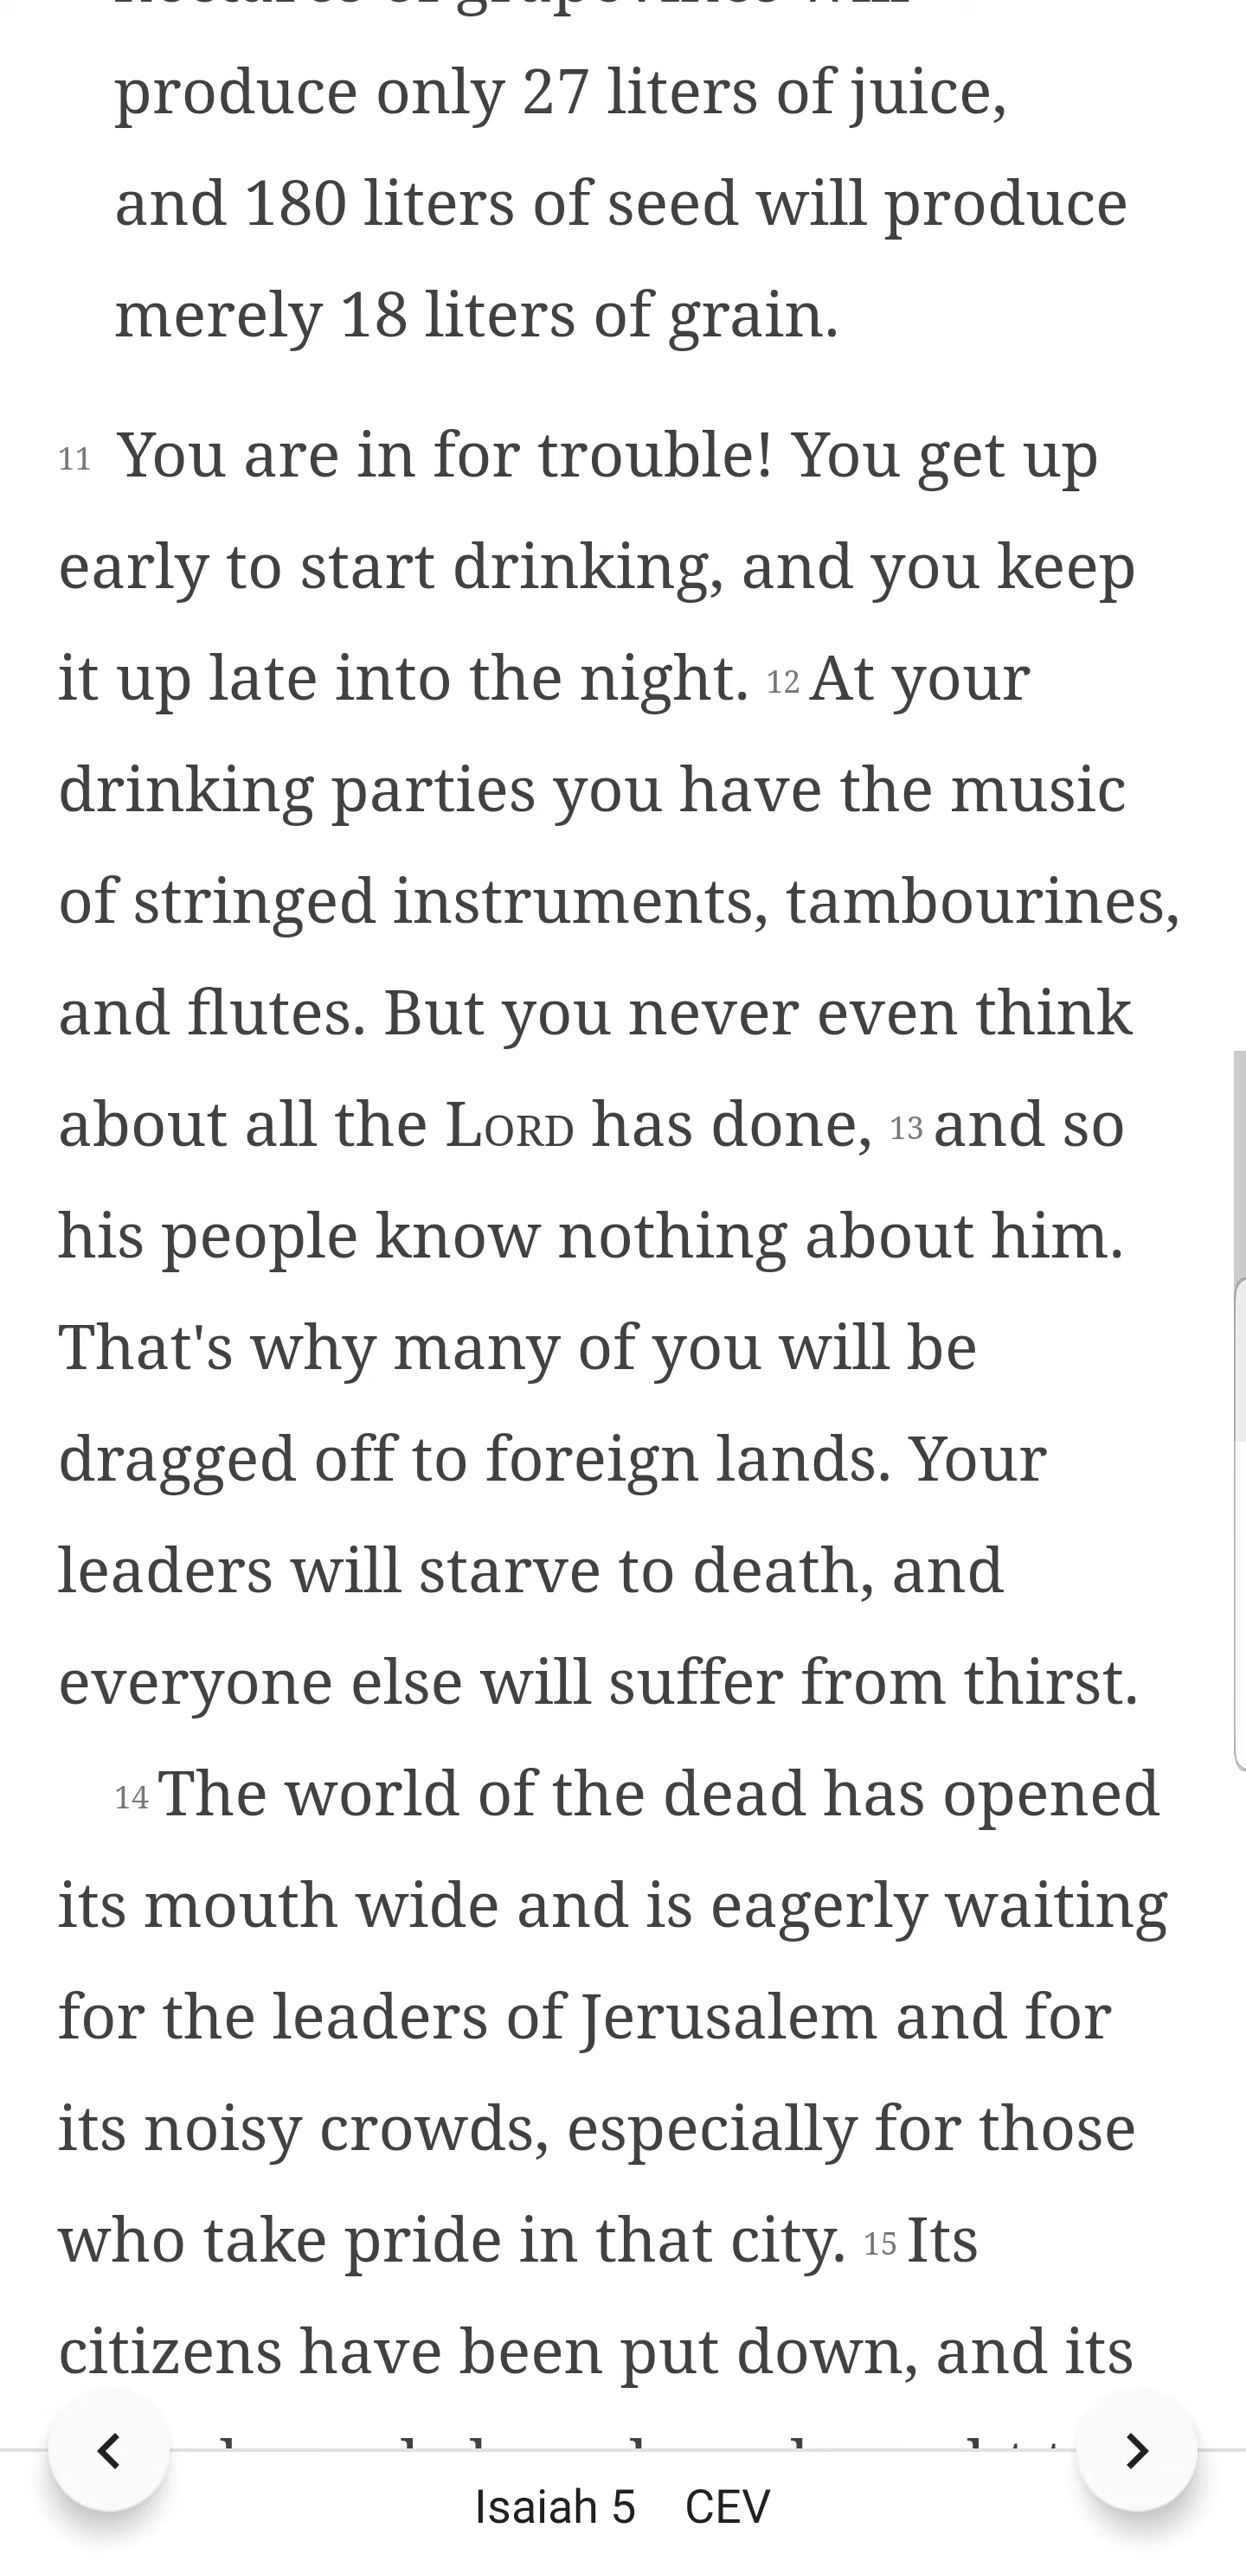 produce only 27 liters of juice,
and 180 liters of seed will produce
merely 18 liters of grain.
11 You are in for trouble! You get up
early to start drinking, and you keep
it up late into the night. 12 At your
drinking parties you have the music
of stringed instruments, tambourines,
and flutes. But you never even think
about all the LORD has done, 13 and so
his people know nothing about him.
That's why many of you will be
dragged off to foreign lands. Your
leaders will starve to death, and
everyone else will suffer from thirst.
14 The world of the dead has opened
its mouth wide and is eagerly waiting
for the leaders of Jerusalem and for
its noisy crowds, especially for those
who take pride in that city. 15 Its
citizens have been put down, and its
Isaiah 5 CEV